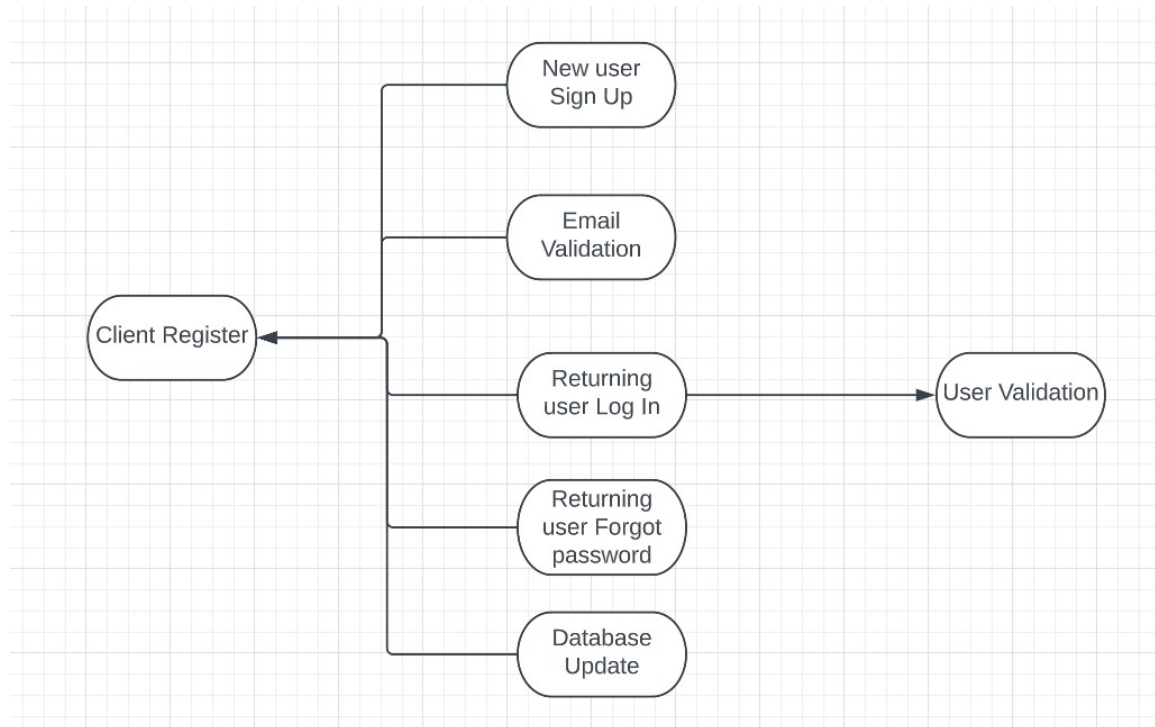 New user
Sign Up
Email
Validation
Client Register
Returning
user Log In
User Validation
Returning
user Forgot
password
Database
Update